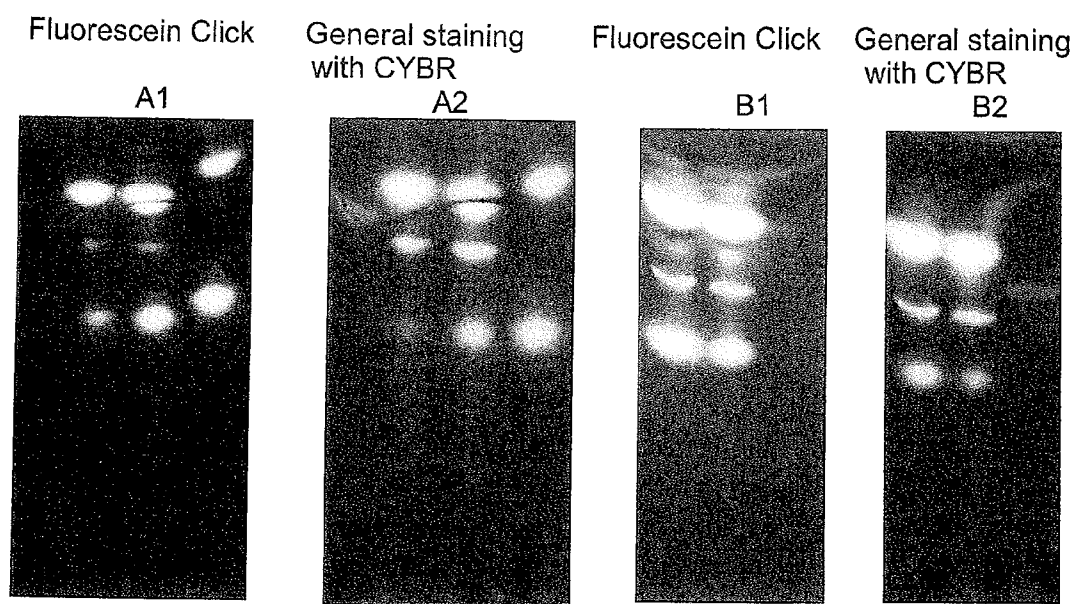 Fluorescein Click
A1
General staining
with CYBR
A2
Fluorescein Click
B1
General staining
with CYBR
B2